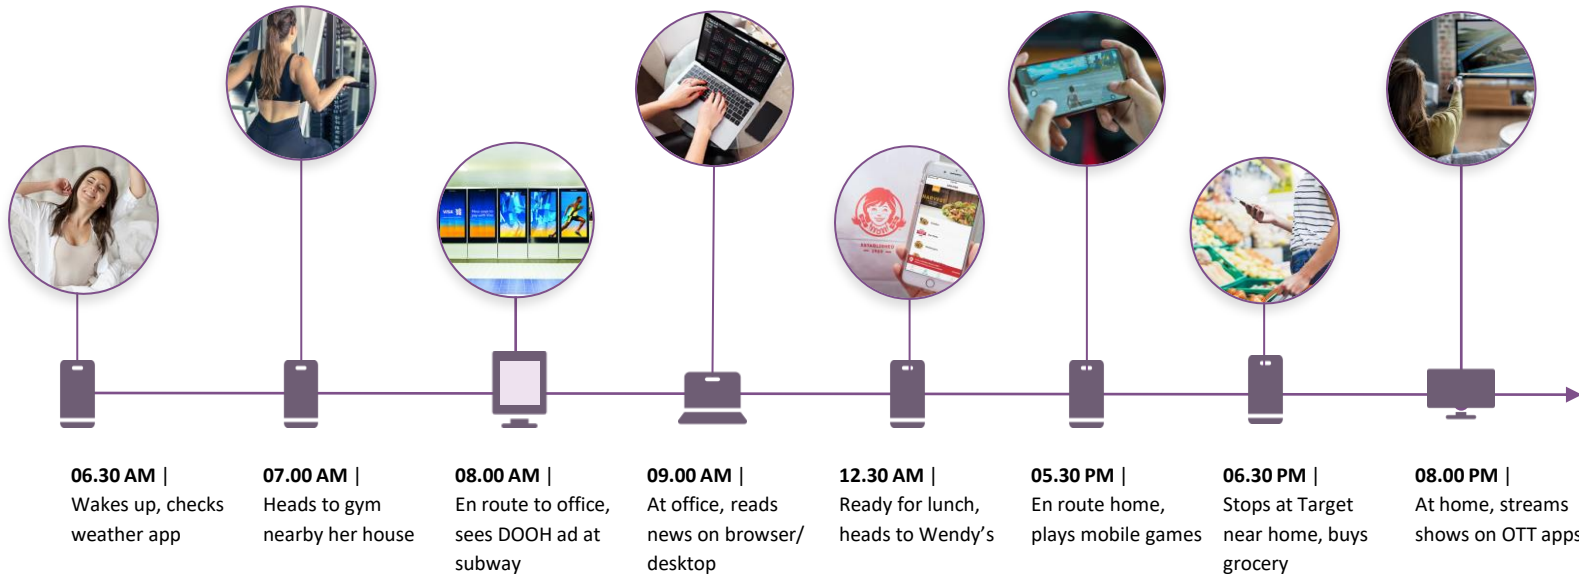 ESTABLISHED
06.30 AM |
Wakes up, checks
weather app
07.00 AM |
Heads to gym
nearby her house
08.00 AM |
En route to office,
sees DOOH ad at
subway
09.00 AM |
At office, reads
news on browser/
desktop
12.30 AM |
Ready for lunch,
heads to Wendy’s
05.30 PM |
En route home,
plays mobile games
06.30 PM |
Stops at Target
near home, buys
grocery
08.00 PM |
At home, streams
shows on OTT apps